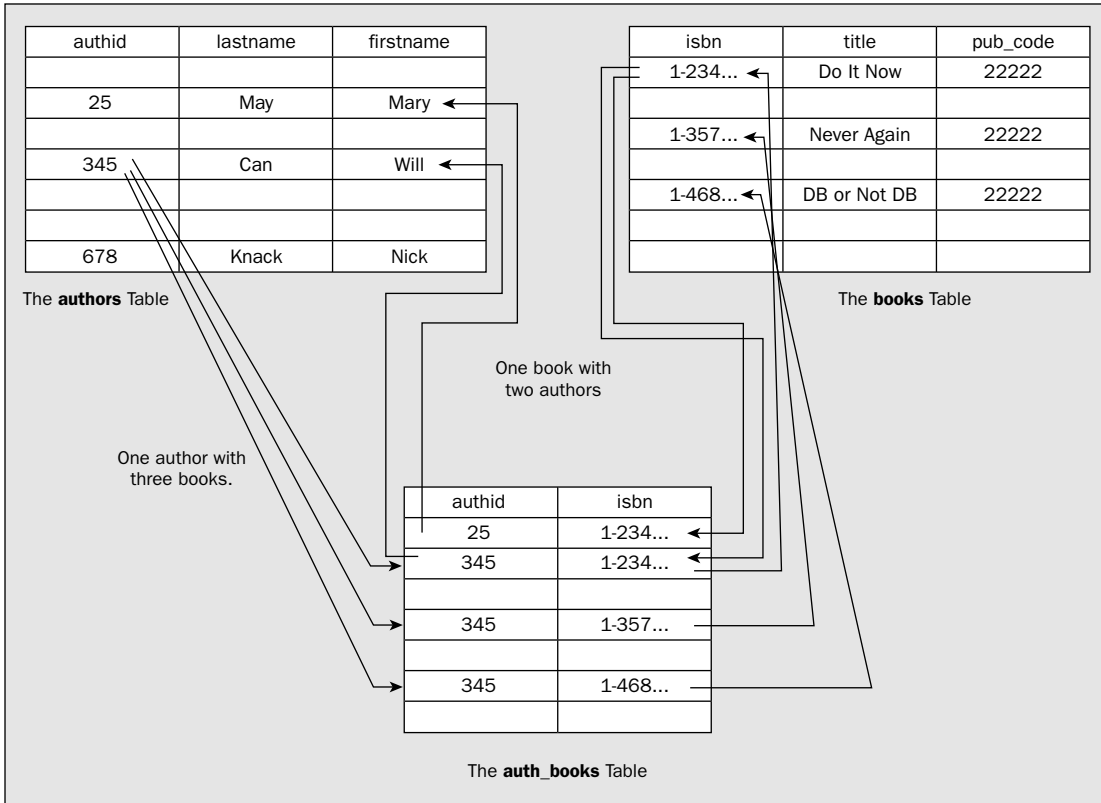 authid lastname firstname
25 May Mary
345 Can Will
678 Knack Nick
The authors Table
isbn title pub_code
1-234... Do It Now 22222
1-357... Never Again 22222
1-468... DB or Not DB 22222
The books Table
One book with
two authors
One author with
three books.
authid isbn
25 1-234...
345 1-234...
345 1-357...
345 1-468...
The auth_books Table